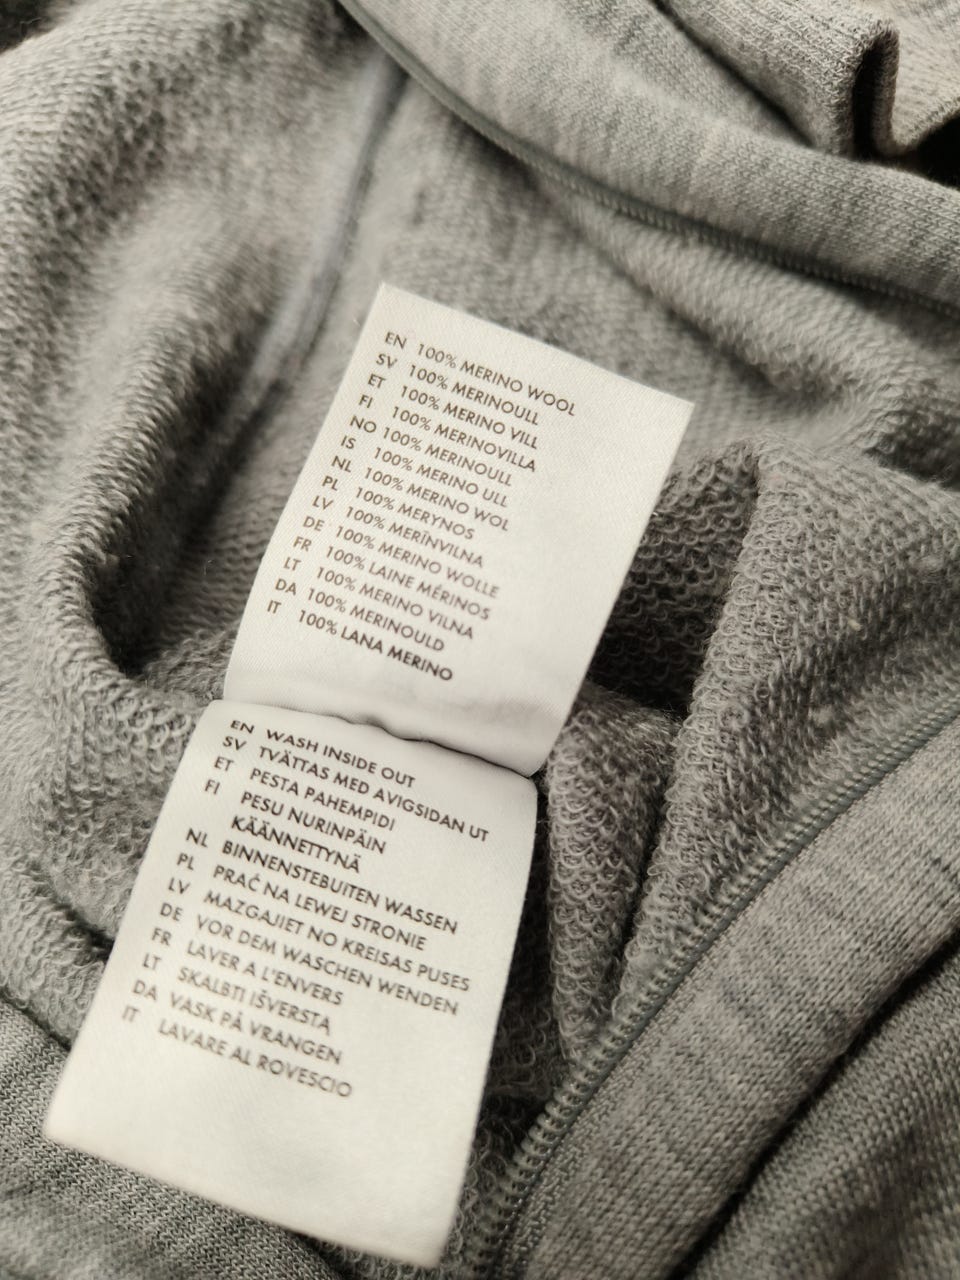 EN 100% MERINO WOOL
SV 100% MERINOULL
ET 100% MERINO VILL
FI 100% MERINOVILLA
NO 100% MERINOULL
IS 100% MERINO ULL
NL 100% MERINO WOL
PL 100% MERYNOS
LV 100% MERĪNVILNA
DE 100% MERINO WOLLE
FR 100% LAINE MÉRINOS
LT 100% MERINO VILNA
DA 100% MERINOULD
IT 100% LANA MERINO
EN WASH INSIDE OUT
SV TVÄTTAS MED AVIGSIDAN UT
ET PESTA PAHEMPIDI
FI PESU NURINPÄIN
KÄÄNNETTYNÄ
NL BINNENSTEBUITEN WASSEN
PL PRAĆ NA LEWEJ STRONIE
LV MAZGAJIET NO KREISAS PUSES
DE VOR DEM WASCHEN WENDEN
FR LAVER A L'ENVERS
LT SKALBTI IŠVERSTĄ
DA VASK PÅ VRANGEN
IT LAVARE AL ROVESCIO